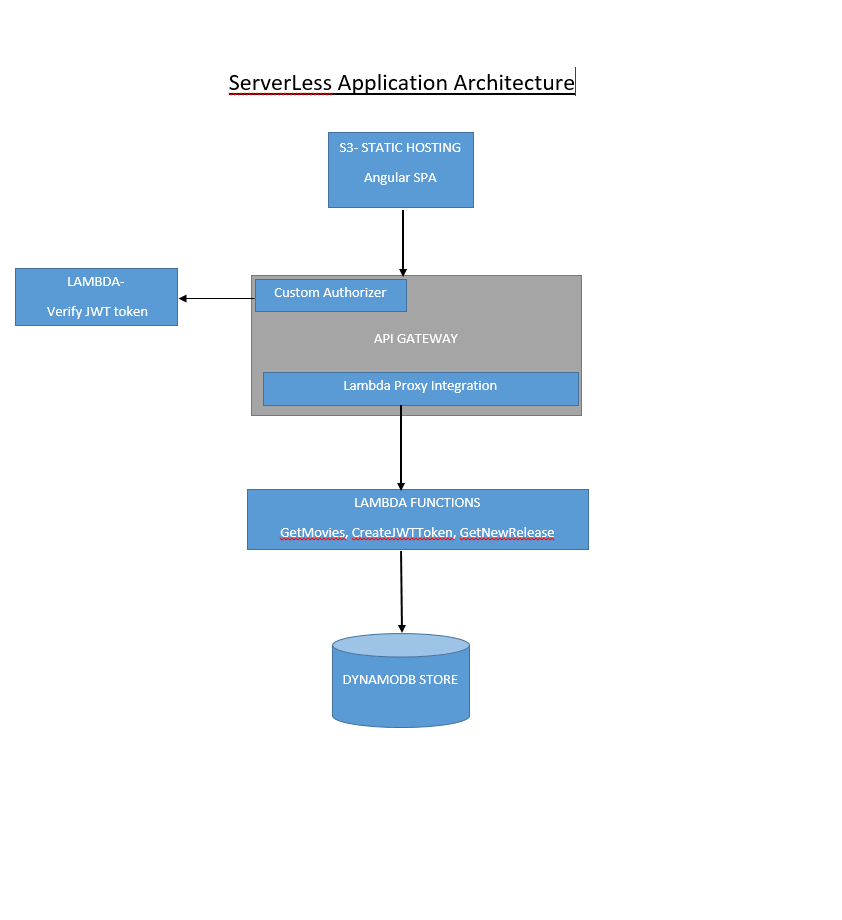 ServerLess Application Architecture
S3- STATIC HOSTING
Angular SPA
LAMBDA-
Verify JWT token
Custom Authorizer
API GATEWAY
Lambda Proxy Integration
LAMBDA FUNCTIONS
GetMovies, CreateJWTToken, GetNewRelease
DYNAMODB STORE